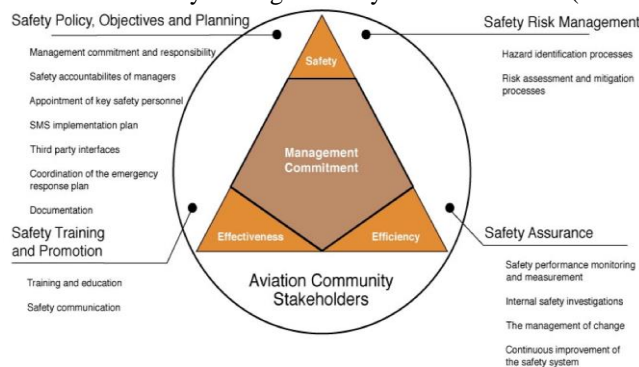 Safety Policy, Objectives and Planning
Management commitment and responsibility
Safety accountabilites of managers
Appointment of key safety personnel
SMS implementation plan
Third party interfaces
Coordination of the emergency
response plan
Documentation
Safety Training
and Promotion
Training and education
Safety communication
Safety
Management
Commitment
Effectiveness
Efficiency
Aviation Community
Stakeholders
Safety Risk Management
Hazard identification processes
Risk assessment and mitigation
processes
Safety Assurance
Safety performance monitoring
and measurement
Internal safety investigations
The management of change
Continuous improvement of
the safety system